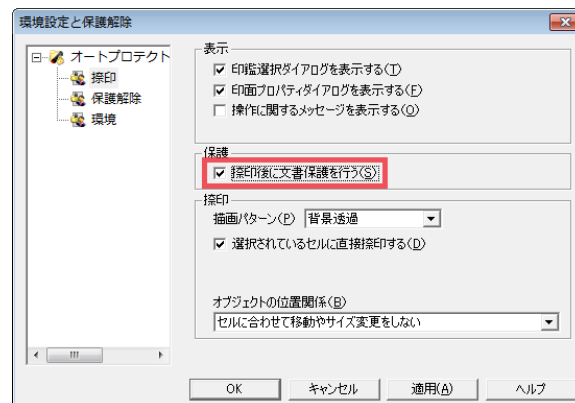 環境設定と保護解除
オートプロテクト
捺印
保護解除
環境
表示
印鑑選択ダイアログを表示する(T)
印面プロパティダイアログを表示する(E)
操作に関するメッセージを表示する(O)
保護
捺印後に文書保護を行う(S)
捺印
描画パターン(P) 背景透過
選択されているセルに直接捺印する(D)
オブジェクトの位置関係(B)
セルに合わせて移動やサイズ変更をしない
OK キャンセル 適用(A) ヘルプ